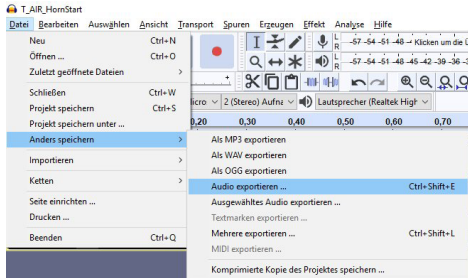 T_AIR_HornStart
Datei Bearbeiten Auswählen Ansicht Transport Spuren Erzeugen Effekt Analyse Hilfe
Neu Ctrl+N
Öffnen ... Ctrl+O
Zuletzt geöffnete Dateien >
Schließen Ctrl+W
Projekt speichern Ctrl+S
Projekt speichern unter ...
Anders speichern >
Importieren >
Ketten >
Seite einrichten ...
Drucken ...
Beenden Ctrl+Q
L R -57 -54 -51 -48 - Klicken um die
L R -57 -54 -51 -48 -45 -42 -39 -36
2 (Stereo) Aufna Lautsprecher (Realtek High
0,20 0,30 0,40 0,50 0,60 0,70
Als MP3 exportieren
Als WAV exportieren
Als OGG exportieren
Audio exportieren ... Ctrl+Shift+E
Ausgewähltes Audio exportieren ...
Textmarken exportieren ...
Mehrere exportieren ... Ctrl+Shift+L
MIDI exportieren ...
Komprimierte Kopie des Projektes speichern ...